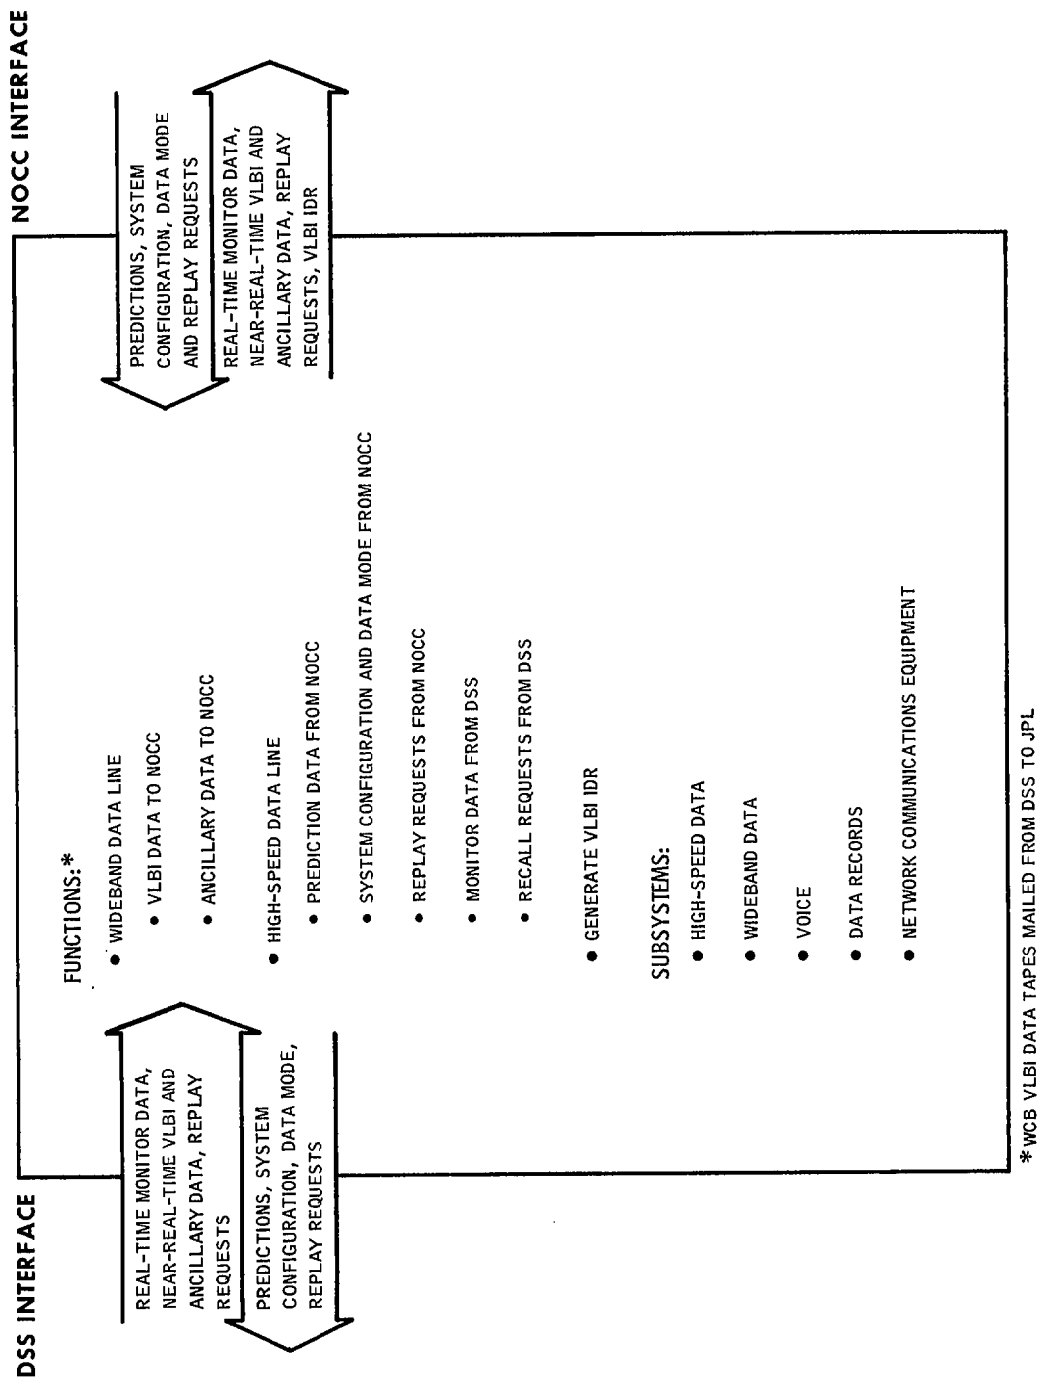 DSS INTERFACE
NOCC INTERFACE
REAL-TIME MONITOR DATA,
NEAR-REAL-TIME VLBI AND
ANCILLARY DATA, REPLAY
REQUESTS
PREDICTIONS, SYSTEM
CONFIGURATION, DATA MODE,
REPLAY REQUESTS
FUNCTIONS:*
• WIDEBAND DATA LINE
• VLBI DATA TO NOCC
• ANCILLARY DATA TO NOCC
• HIGH-SPEED DATA LINE
• PREDICTION DATA FROM NOCC
• SYSTEM CONFIGURATION AND DATA MODE FROM NOCC
• REPLAY REQUESTS FROM NOCC
• MONITOR DATA FROM DSS
• RECALL REQUESTS FROM DSS
• GENERATE VLBI IDR
SUBSYSTEMS:
• HIGH-SPEED DATA
• WIDEBAND DATA
• VOICE
• DATA RECORDS
• NETWORK COMMUNICATIONS EQUIPMENT
PREDICTIONS, SYSTEM
CONFIGURATION, DATA MODE
AND REPLAY REQUESTS
REAL-TIME MONITOR DATA,
NEAR-REAL-TIME VLBI AND
ANCILLARY DATA, REPLAY
REQUESTS, VLBI IDR
*WCB VLBI DATA TAPES MAILED FROM DSS TO JPL